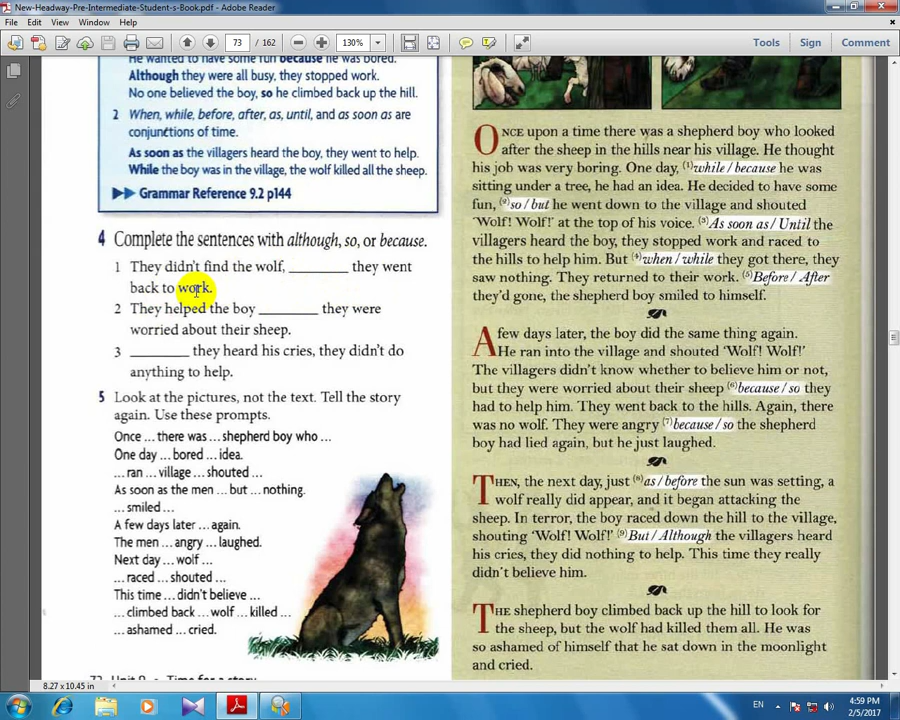 New-Headway-Pre-Intermediate-Student-s-Book.pdf - Adobe Reader
File Edit View Window Help
73 / 162 130% Tools Sign Comment
He wanted to have some fun because he was bored.
Although they were all busy, they stopped work.
No one believed the boy, so he climbed back up the hill.
2 When, while, before, after, as, until, and as soon as are
conjunctions of time.
As soon as the villagers heard the boy, they went to help.
While the boy was in the village, the wolf killed all the sheep.
Grammar Reference 9.2 p144
4 Complete the sentences with although, so, or because.
1 They didn't find the wolf, ________ they went
back to work.
2 They helped the boy ________ they were
worried about their sheep.
3 ________ they heard his cries, they didn't do
anything to help.
5 Look at the pictures, not the text. Tell the story
again. Use these prompts.
Once ... there was ... shepherd boy who ...
One day ... bored ... idea.
... ran ... village ... shouted ...
As soon as the men ... but ... nothing.
... smiled ...
A few days later ... again.
The men ... angry ... laughed.
Next day ... wolf ...
... raced ... shouted ...
This time ... didn't believe ...
... climbed back ... wolf ... killed ...
... ashamed ... cried.
72 Unit 9 • Time for a story
ONCE upon a time there was a shepherd boy who looked
after the sheep in the hills near his village. He thought
his job was very boring. One day, (1)while / because he was
sitting under a tree, he had an idea. He decided to have some
fun, (2)so / but he went down to the village and shouted
'Wolf! Wolf!' at the top of his voice. (3)As soon as / Until the
villagers heard the boy, they stopped work and raced to
the hills to help him. But (4)when / while they got there, they
saw nothing. They returned to their work. (5)Before / After
they'd gone, the shepherd boy smiled to himself.
A few days later, the boy did the same thing again.
He ran into the village and shouted 'Wolf! Wolf!'
The villagers didn't know whether to believe him or not,
but they were worried about their sheep (6)because / so they
had to help him. They went back to the hills. Again, there
was no wolf. They were angry (7)because / so the shepherd
boy had lied again, but he just laughed.
THEN, the next day, just (8)as / before the sun was setting, a
wolf really did appear, and it began attacking the
sheep. In terror, the boy raced down the hill to the village,
shouting 'Wolf! Wolf!' (9)But / Although the villagers heard
his cries, they did nothing to help. This time they really
didn't believe him.
THE shepherd boy climbed back up the hill to look for
the sheep, but the wolf had killed them all. He was
so ashamed of himself that he sat down in the moonlight
and cried.
8.27 x 10.45 in
EN 4:59 PM
2/5/2017